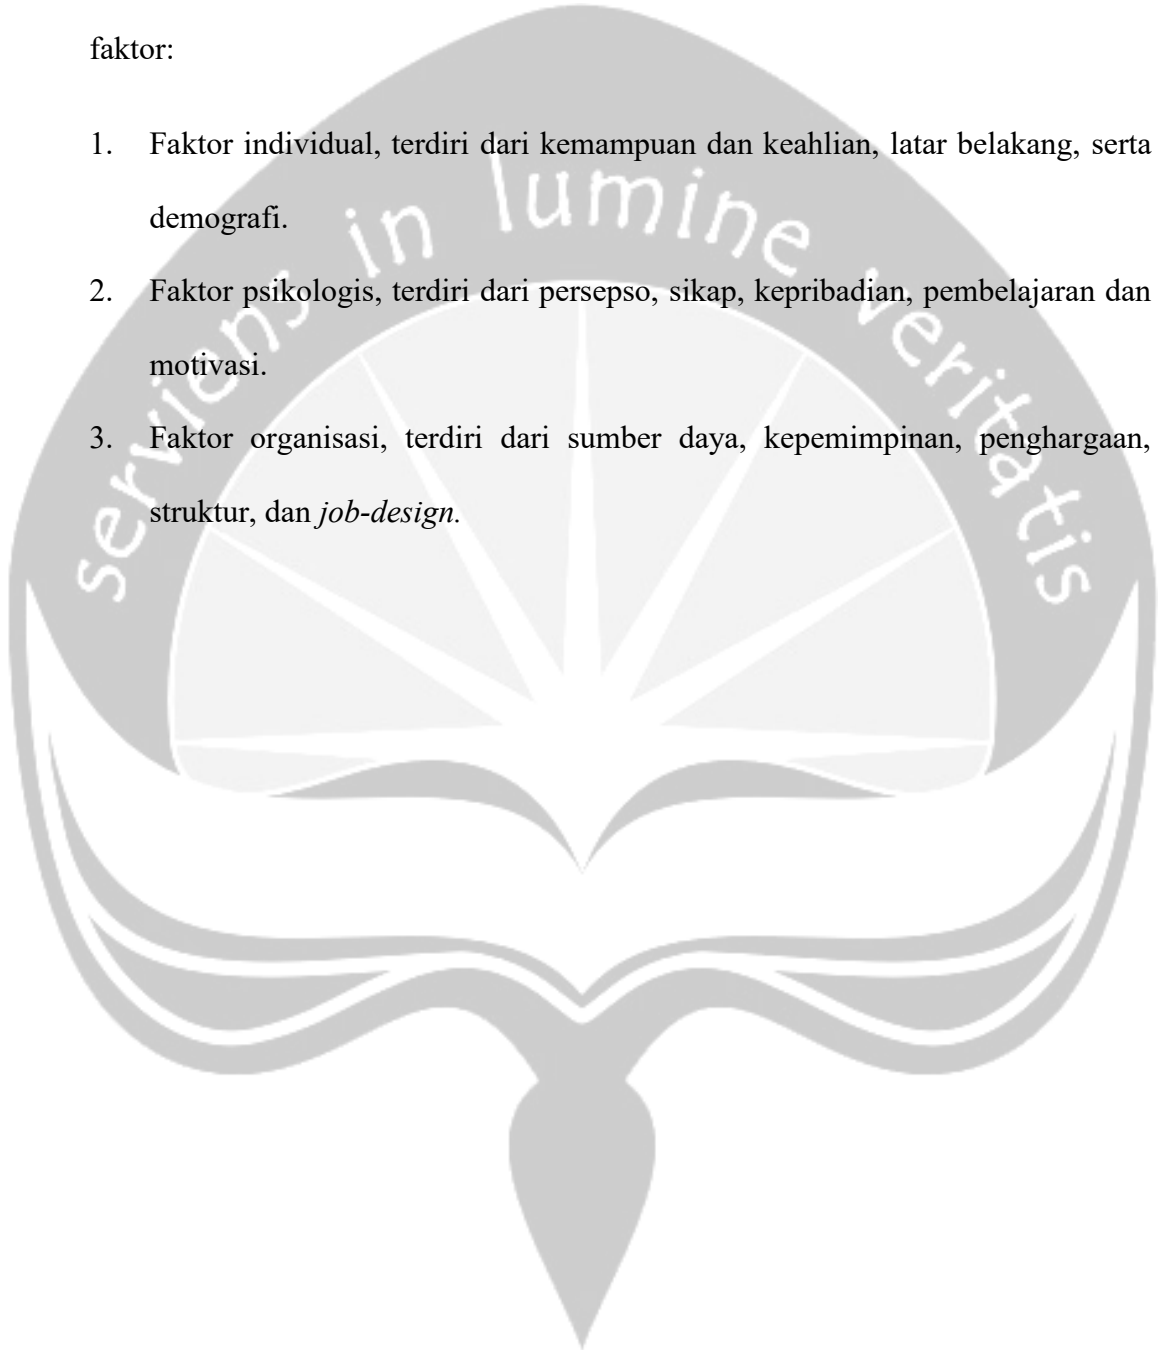 faktor:
1. Faktor individual, terdiri dari kemampuan dan keahlian, latar belakang, serta
demografi.
2. Faktor psikologis, terdiri dari persepso, sikap, kepribadian, pembelajaran dan
motivasi.
3. Faktor organisasi, terdiri dari sumber daya, kepemimpinan, penghargaan,
struktur, dan job-design.
serviens in lumine veritatis